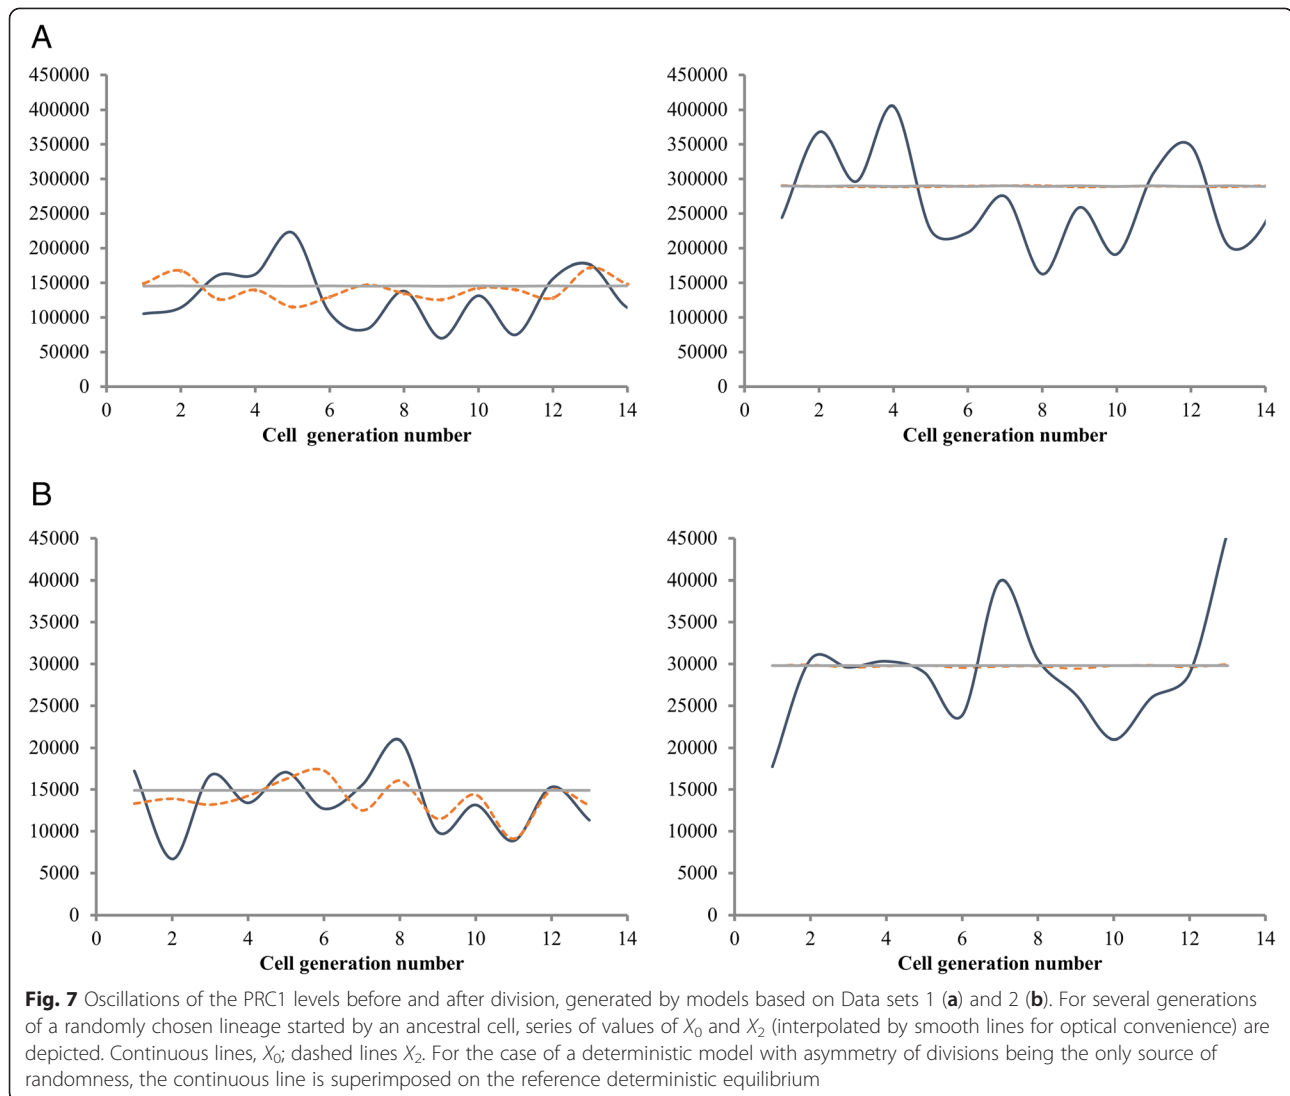 A
450000
400000
350000
300000
250000
200000
150000
100000
50000
0
0 2 4 6 8 10 12 14
Cell generation number
450000
400000
350000
300000
250000
200000
150000
100000
50000
0
0 2 4 6 8 10 12 14
Cell generation number
B
45000
40000
35000
30000
25000
20000
15000
10000
5000
0
0 2 4 6 8 10 12 14
Cell generation number
45000
40000
35000
30000
25000
20000
15000
10000
5000
0
0 2 4 6 8 10 12 14
Cell generation number
Fig. 7 Oscillations of the PRC1 levels before and after division, generated by models based on Data sets 1 (a) and 2 (b). For several generations
of a randomly chosen lineage started by an ancestral cell, series of values of X0 and X2 (interpolated by smooth lines for optical convenience) are
depicted. Continuous lines, X0; dashed lines X2. For the case of a deterministic model with asymmetry of divisions being the only source of
randomness, the continuous line is superimposed on the reference deterministic equilibrium